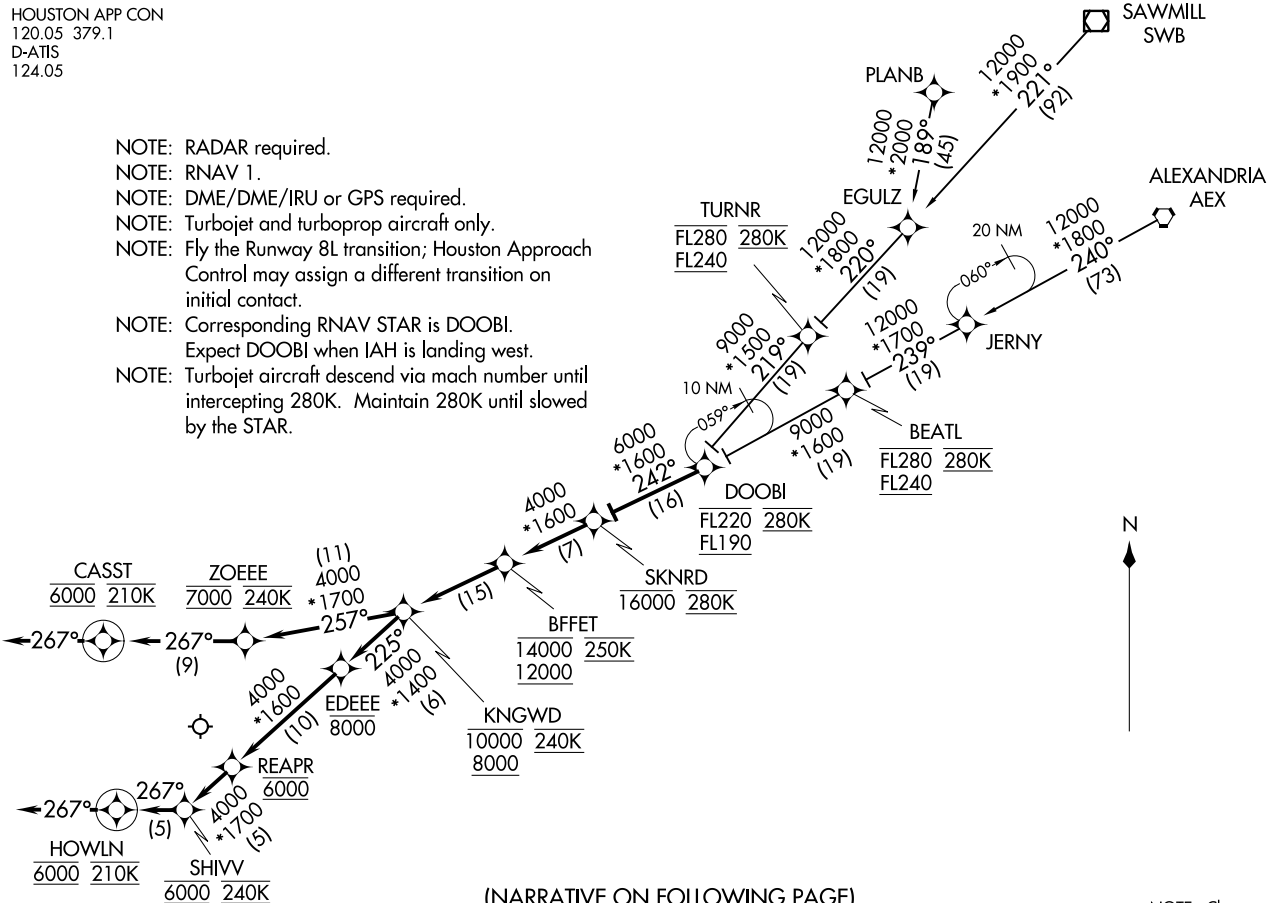 HOUSTON APP CON
120.05 379.1
D-ATIS
124.05
NOTE: RADAR required.
NOTE: RNAV 1.
NOTE: DME/DME/IRU or GPS required.
NOTE: Turbojet and turboprop aircraft only.
NOTE: Fly the Runway 8L transition; Houston Approach
Control may assign a different transition on
initial contact.
NOTE: Corresponding RNAV STAR is DOOBI.
Expect DOOBI when IAH is landing west.
NOTE: Turbojet aircraft descend via mach number until
intercepting 280K. Maintain 280K until slowed
by the STAR.
SAWMILL
SWB
12000
*1900
221°
(92)
PLANB
12000
*2000
189°
(45)
EGULZ
ALEXANDRIA
AEX
12000
*1800
240°
(73)
20 NM
060°
JERNY
TURNR
FL280 280K
FL240
12000
*1800
220°
(19)
12000
*1700
239°
(19)
9000
*1500
219°
(19)
10 NM
059°
BEATL
FL280 280K
FL240
9000
*1600
(19)
DOOBI
FL220 280K
FL190
6000
*1600
242°
(16)
SKNRD
16000 280K
4000
*1600
(7)
BFFET
14000 250K
12000
(15)
KNGWD
10000 240K
8000
(11)
4000
*1700
257°
ZOEEE
7000 240K
CASST
6000 210K
267°
(9)
267°
225°
4000
*1400
(6)
EDEEE
8000
4000
*1600
(10)
REAPR
6000
4000
*1700
(5)
SHIVV
6000 240K
267°
(5)
267°
HOWLN
6000 210K
N
(NARRATIVE ON FOLLOWING PAGE)